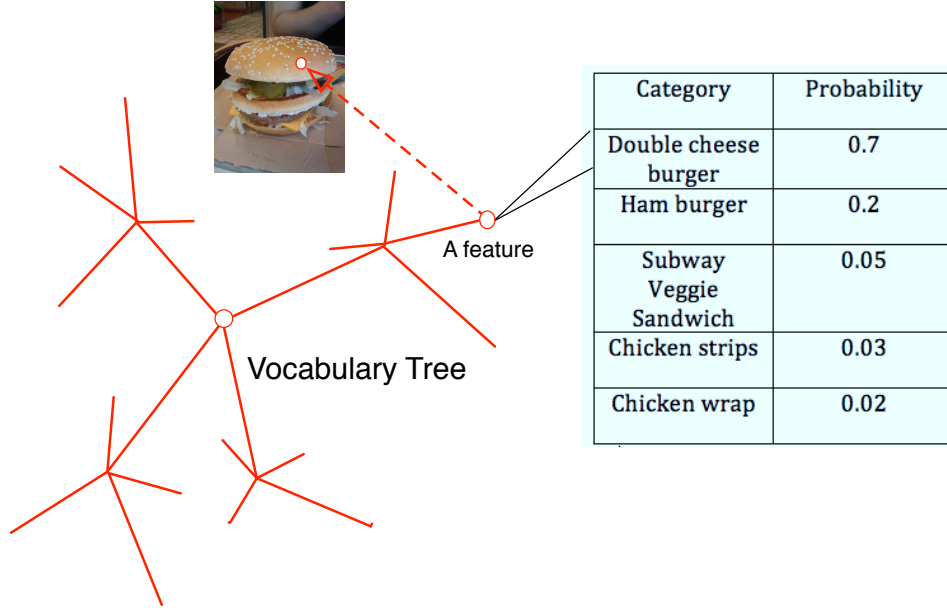 A feature
Vocabulary Tree
Category Probability
Double cheese 0.7
burger
Ham burger 0.2
Subway 0.05
Veggie
Sandwich
Chicken strips 0.03
Chicken wrap 0.02